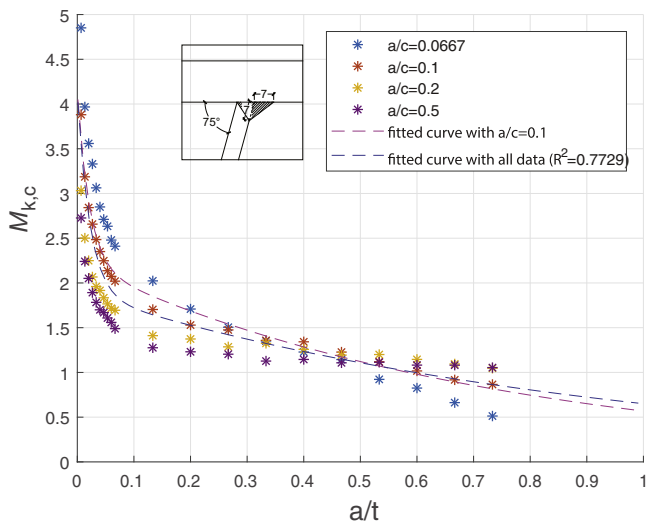 5
4.5
4
3.5
3
2.5
2
1.5
1
0.5
0
M k,c
0 0.1 0.2 0.3 0.4 0.5 0.6 0.7 0.8 0.9 1
a/t
75°
7
7
a/c=0.0667
a/c=0.1
a/c=0.2
a/c=0.5
fitted curve with a/c=0.1
fitted curve with all data (R²=0.7729)